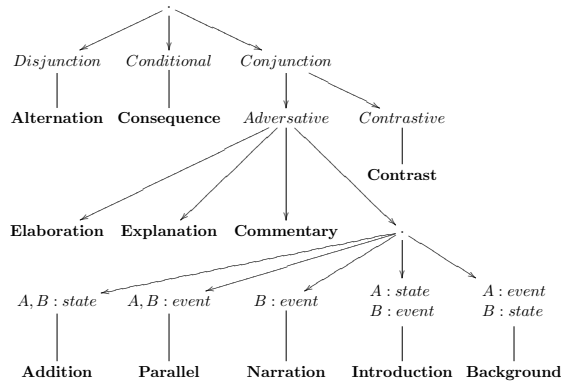 Disjunction Conditional Conjunction
Alternation Consequence Adversative Contrastive
Contrast
Elaboration Explanation Commentary
A, B : state A, B : event B : event A : state A : event
B : event B : state
Addition Parallel Narration Introduction Background